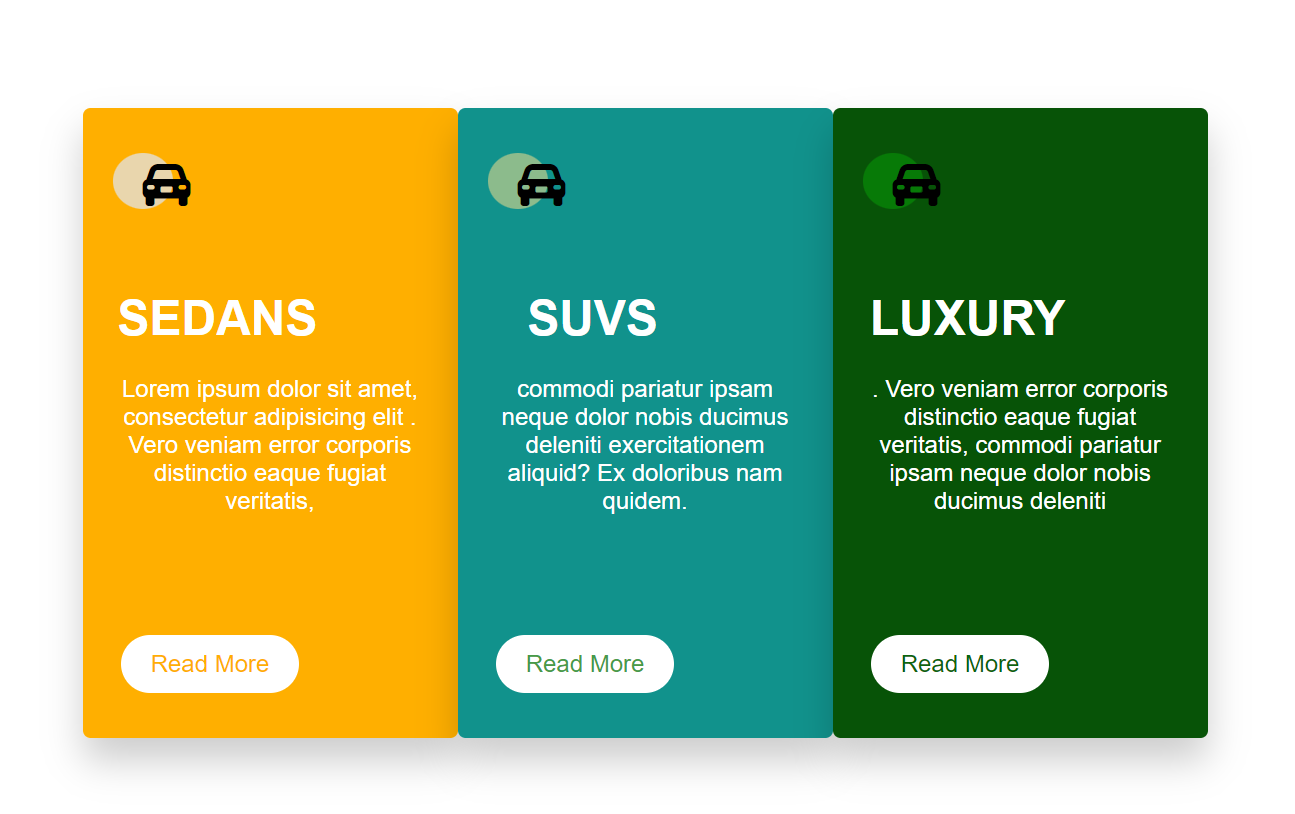 SEDANS
Lorem ipsum dolor sit amet,
consectetur adipisicing elit .
Vero veniam error corporis
distinctio eaque fugiat
veritatis,
Read More
SUVS
commodi pariatur ipsam
neque dolor nobis ducimus
deleniti exercitationem
aliquid? Ex doloribus nam
quidem.
Read More
LUXURY
. Vero veniam error corporis
distinctio eaque fugiat
veritatis, commodi pariatur
ipsam neque dolor nobis
ducimus deleniti
Read More